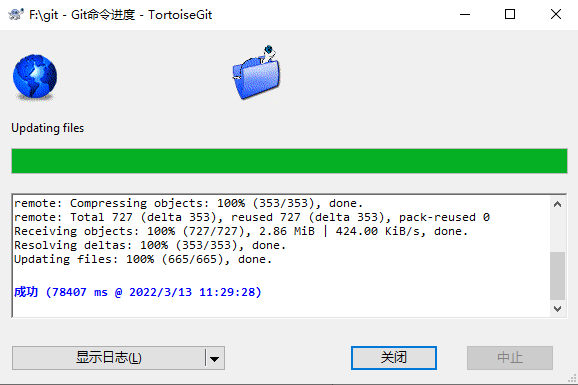 F:\git - Git命令进度 - TortoiseGit
Updating files
remote: Compressing objects: 100% (353/353), done.
remote: Total 727 (delta 353), reused 727 (delta 353), pack-reused 0
Receiving objects: 100% (727/727), 2.86 MiB | 424.00 KiB/s, done.
Resolving deltas: 100% (353/353), done.
Updating files: 100% (665/665), done.
成功 (78407 ms @ 2022/3/13 11:29:28)
显示日志(L) 关闭 中止